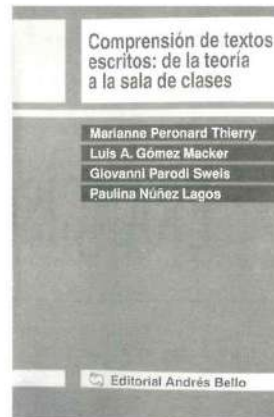 Comprensión de textos
escritos: de la teoría
a la sala de clases
Marianne Peronard Thierry
Luis A. Gómez Macker
Giovanni Parodi Sweis
Paulina Núñez Lagos
Editorial Andrés Bello